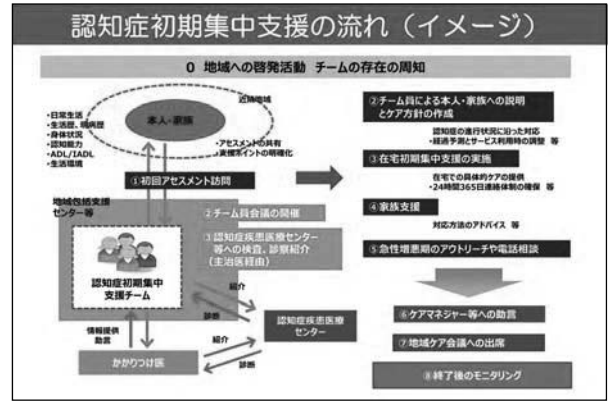 認知症初期集中支援の流れ（イメージ）
0 地域への啓発活動 チームの存在の周知
近隣地域
本人・家族
・日常生活
・生活歴、現病歴
・身体状況
・認知能力
・ADL/IADL
・生活環境
・アセスメントの共有
・支援ポイントの明確化
①初回アセスメント訪問
地域包括支援
センター等
②チーム員会議の開催
③認知症疾患医療センター
等への検査、診察紹介
（主治医経由）
認知症初期集中
支援チーム
紹介
診断
認知症疾患医療
センター
情報提供
助言
紹介
診断
かかりつけ医
②チーム員による本人・家族への説明
とケア方針の作成
認知症の進行状況に沿った対応
・経過予測とサービス利用時の調整 等
③在宅初期集中支援の実施
在宅での具体的ケアの提供
・24時間365日連絡体制の確保 等
④家族支援
対応方法のアドバイス 等
⑤急性増悪期のアウトリーチや電話相談
⑥ケアマネジャー等への助言
⑦地域ケア会議への出席
⑧終了後のモニタリング